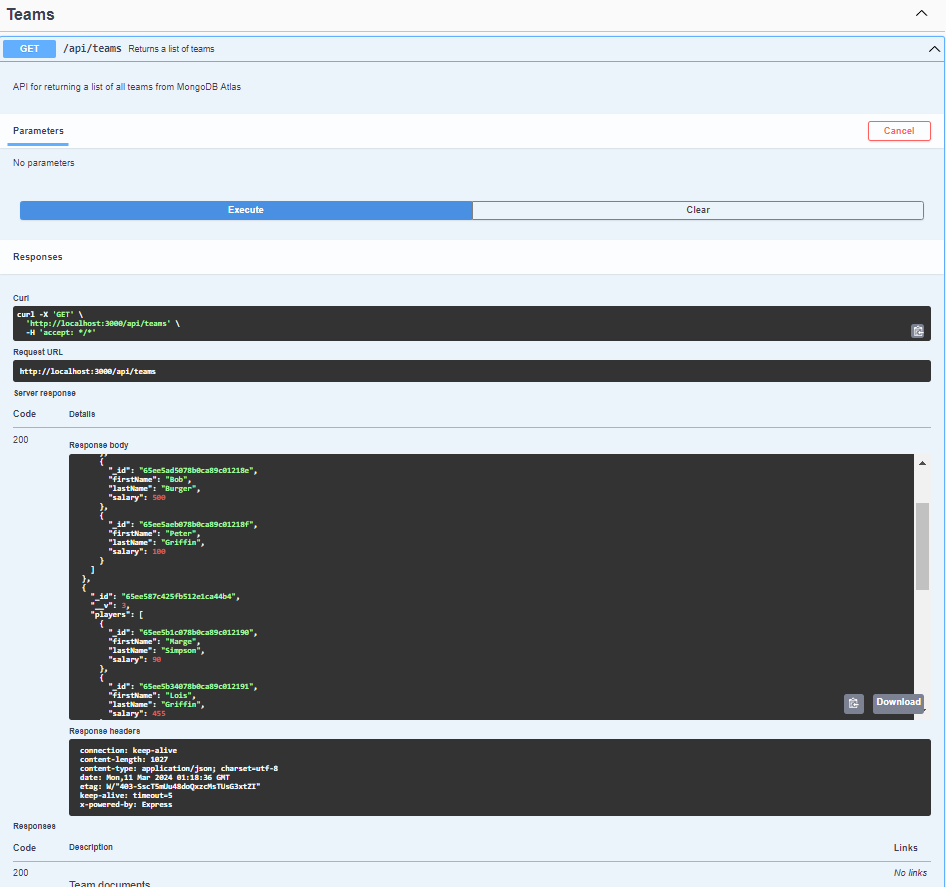 Teams
GET /api/teams Returns a list of teams
API for returning a list of all teams from MongoDB Atlas
Parameters
Cancel
No parameters
Execute
Clear
Responses
Curl
curl -X 'GET' \
'http://localhost:3000/api/teams' \
-H 'accept: */*'
Request URL
http://localhost:3000/api/teams
Server response
Code Details
200
Response body
},
{
"_id": "65ee5ad5078b0ca89c01218e",
"firstName": "Bob",
"lastName": "Burger",
"salary": 500
},
{
"_id": "65ee5aeb078b0ca89c01218f",
"firstName": "Peter",
"lastName": "Griffin",
"salary": 100
}
]
},
{
"_id": "65ee587c425fb512e1ca44b4",
"__v": 3,
"players": [
{
"_id": "65ee5b1c078b0ca89c012190",
"firstName": "Marge",
"lastName": "Simpson",
"salary": 90
},
{
"_id": "65ee5b34078b0ca89c012191",
"firstName": "Lois",
"lastName": "Griffin",
"salary": 455
Download
Response headers
connection: keep-alive
content-length: 1027
content-type: application/json; charset=utf-8
date: Mon,11 Mar 2024 01:18:36 GMT
etag: W/"403-SscTSmUu48doQxzcMsTUsG3xtZI"
keep-alive: timeout=5
x-powered-by: Express
Responses
Code Description Links
200 No links
Team documents